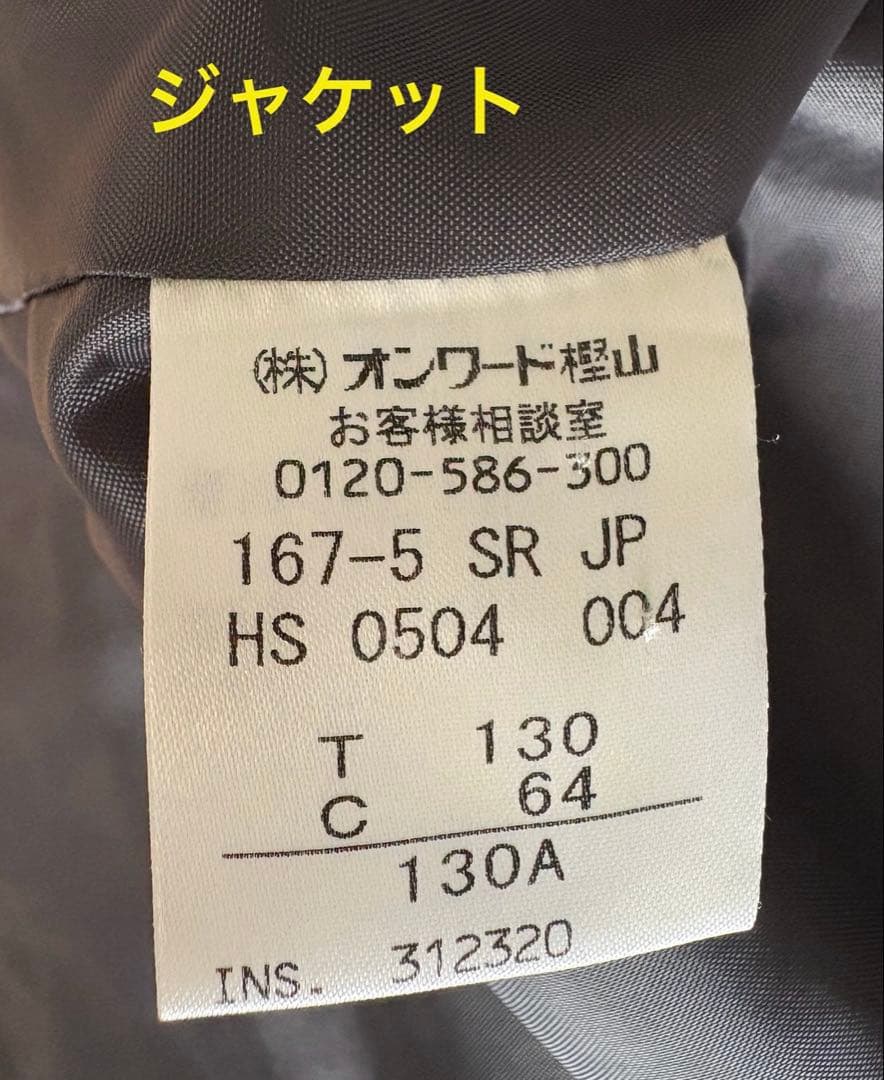 ジャケット
(株)オンワード樫山
お客様相談室
0120-586-300
167-5 SR JP
HS 0504 004
T 130
C 64
130A
INS. 312320